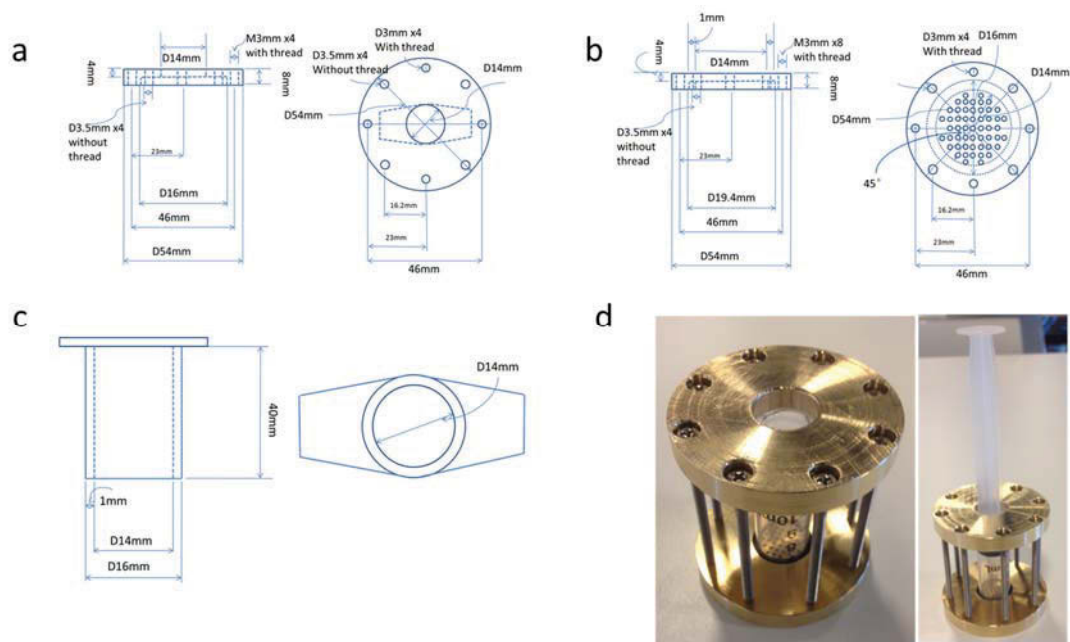 a
4mm
D14mm
M3mm x4
with thread
8mm
D3.5mm x4
without
thread
23mm
D16mm
46mm
D54mm
D3mm x4
With thread
D3.5mm x4
Without thread
D14mm
D54mm
16.2mm
23mm
46mm
b
1mm
4mm
D14mm
M3mm x8
with thread
8mm
D3.5mm x4
without
thread
23mm
D19.4mm
46mm
D54mm
D3mm x4
With thread
D16mm
D14mm
D54mm
45°
16.2mm
23mm
46mm
c
40mm
1mm
D14mm
D16mm
D14mm
d